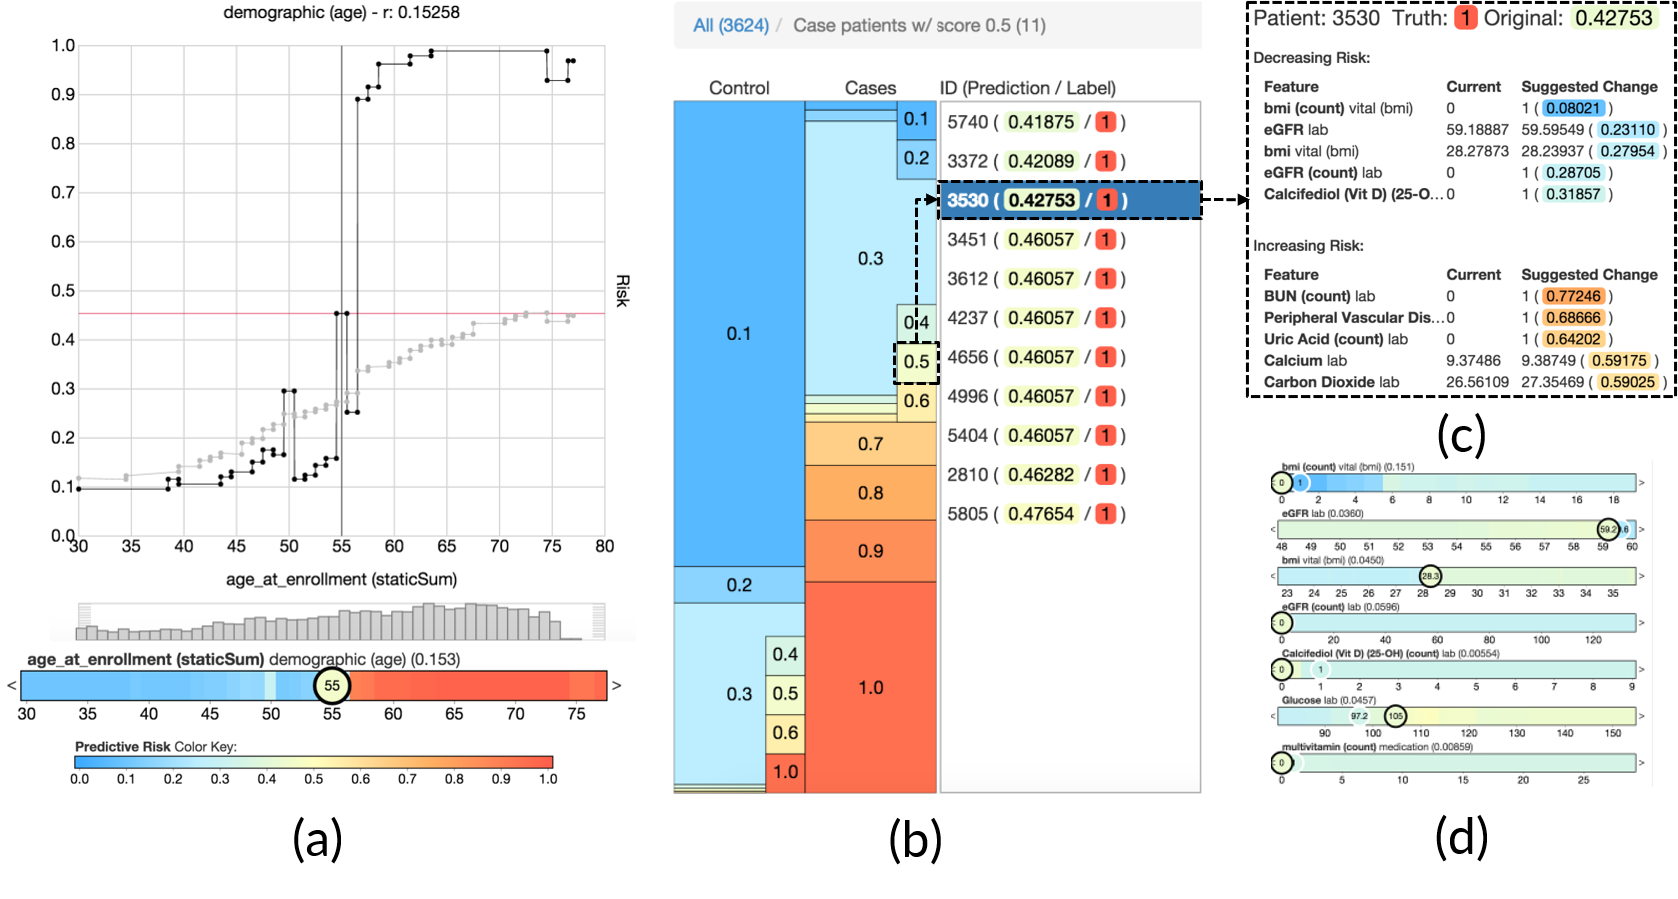 demographic (age) - r: 0.15258
1.0
0.9
0.8
0.7
0.6
0.5
0.4
0.3
0.2
0.1
0.0
Risk
30 35 40 45 50 55 60 65 70 75 80
age_at_enrollment (staticSum)
age_at_enrollment (staticSum) demographic (age) (0.153)
< 55 >
30 35 40 45 50 55 60 65 70 75
Predictive Risk Color Key:
0.0 0.1 0.2 0.3 0.4 0.5 0.6 0.7 0.8 0.9 1.0
(a)
All (3624) / Case patients w/ score 0.5 (11)
Control Cases ID (Prediction / Label)
0.1
0.2
0.3
0.4
0.5
0.6
1.0
0.1
0.2
0.3
0.4
0.5
0.6
0.7
0.8
0.9
1.0
5740 ( 0.41875 / 1 )
3372 ( 0.42089 / 1 )
3530 ( 0.42753 / 1 )
3451 ( 0.46057 / 1 )
3612 ( 0.46057 / 1 )
4237 ( 0.46057 / 1 )
4656 ( 0.46057 / 1 )
4996 ( 0.46057 / 1 )
5404 ( 0.46057 / 1 )
2810 ( 0.46282 / 1 )
5805 ( 0.47654 / 1 )
(b)
Patient: 3530 Truth: 1 Original: 0.42753
Decreasing Risk:
Feature Current Suggested Change
bmi (count) vital (bmi) 0 1 ( 0.08021 )
eGFR lab 59.18887 59.59549 ( 0.23110 )
bmi vital (bmi) 28.27873 28.23937 ( 0.27954 )
eGFR (count) lab 0 1 ( 0.28705 )
Calcifediol (Vit D) (25-O... 0 1 ( 0.31857 )
Increasing Risk:
Feature Current Suggested Change
BUN (count) lab 0 1 ( 0.77246 )
Peripheral Vascular Dis... 0 1 ( 0.68666 )
Uric Acid (count) lab 0 1 ( 0.64202 )
Calcium lab 9.37486 9.38749 ( 0.59175 )
Carbon Dioxide lab 26.56109 27.35469 ( 0.59025 )
(c)
bmi (count) vital (bmi) (0.151)
0 1 >
0 2 4 6 8 10 12 14 16 18
eGFR lab (0.0360)
< 59.2 .6 >
48 49 50 51 52 53 54 55 56 57 58 59 60
bmi vital (bmi) (0.0450)
< 28.3 >
23 24 25 26 27 28 29 30 31 32 33 34 35
eGFR (count) lab (0.0596)
0 >
0 20 40 60 80 100 120
Calcifediol (Vit D) (25-OH) (count) lab (0.00554)
0 1 >
0 1 2 3 4 5 6 7 8 9
Glucose lab (0.0457)
< 97.2 105 >
90 100 110 120 130 140 150
multivitamin (count) medication (0.00859)
0 >
0 5 10 15 20 25
(d)